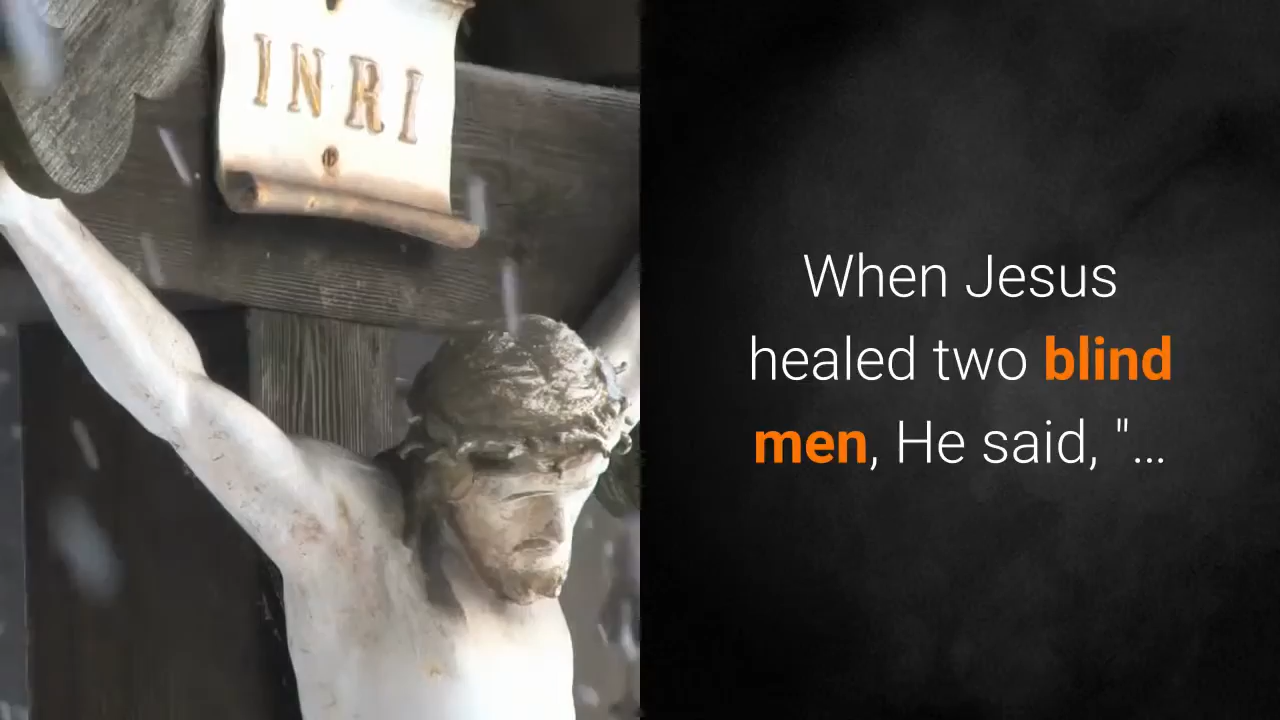 INRI
When Jesus
healed two blind
men, He said, "...